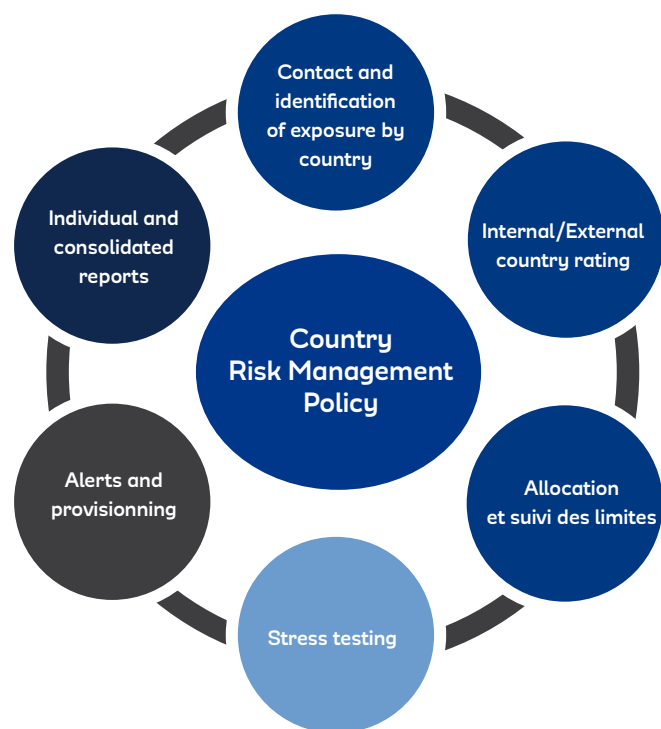 Contact and
identification
of exposure by
country
Internal/External
country rating
Allocation
et suivi des limites
Stress testing
Alerts and
provisionning
Individual and
consolidated
reports
Country
Risk Management
Policy